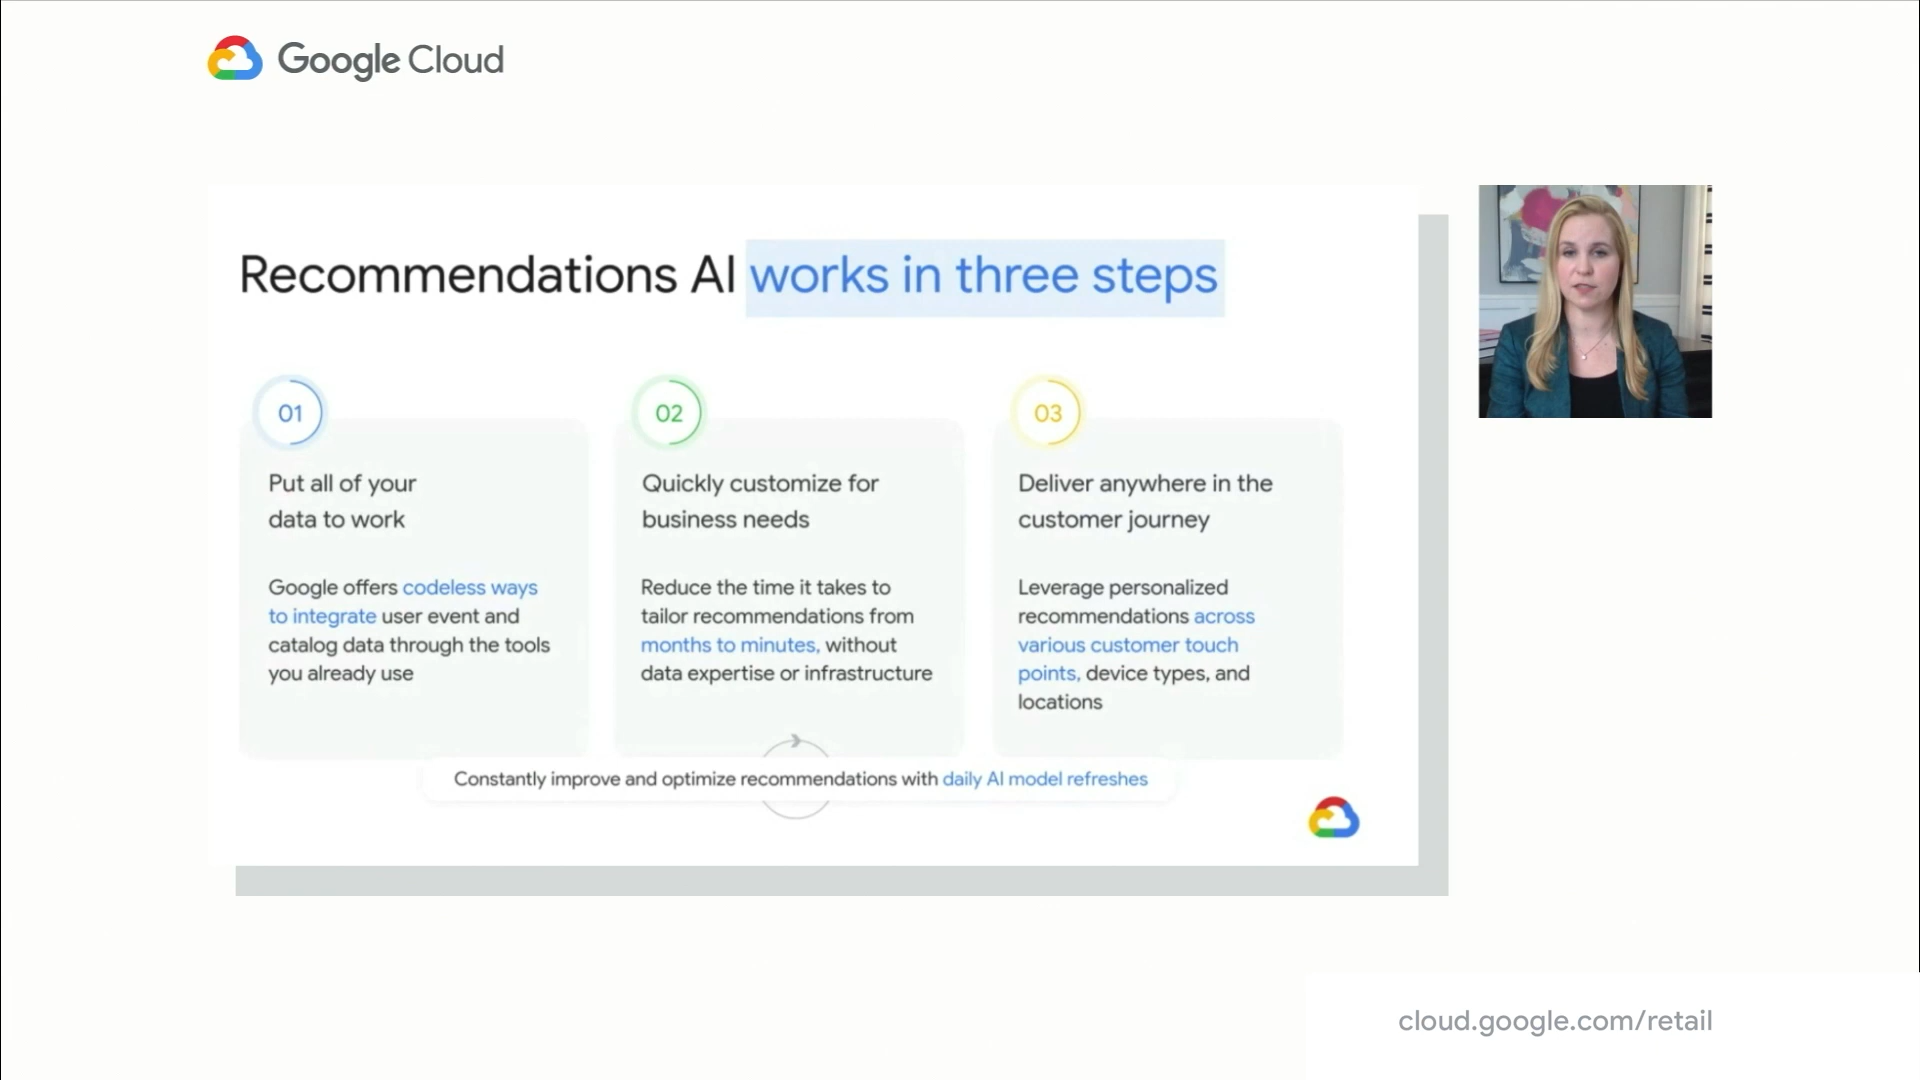 Google Cloud
Recommendations AI works in three steps
01
Put all of your
data to work
Google offers codeless ways
to integrate user event and
catalog data through the tools
you already use
02
Quickly customize for
business needs
Reduce the time it takes to
tailor recommendations from
months to minutes, without
data expertise or infrastructure
03
Deliver anywhere in the
customer journey
Leverage personalized
recommendations across
various customer touch
points, device types, and
locations
Constantly improve and optimize recommendations with daily AI model refreshes
cloud.google.com/retail